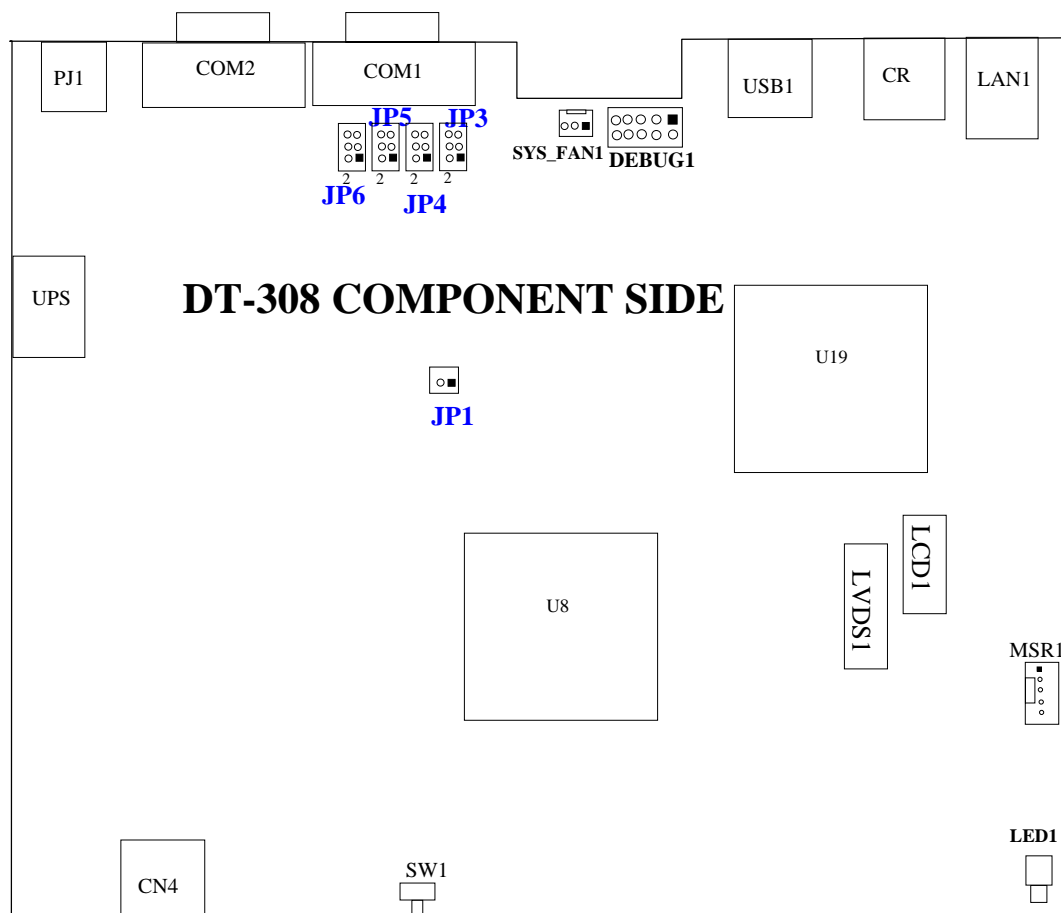 PJ1
COM2
COM1
USB1
CR
LAN1
JP5
JP3
SYS_FAN1
DEBUG1
2
2
2
2
JP6
JP4
UPS
DT-308 COMPONENT SIDE
U19
JP1
LCD1
LVDS1
U8
MSR1
LED1
SW1
CN4